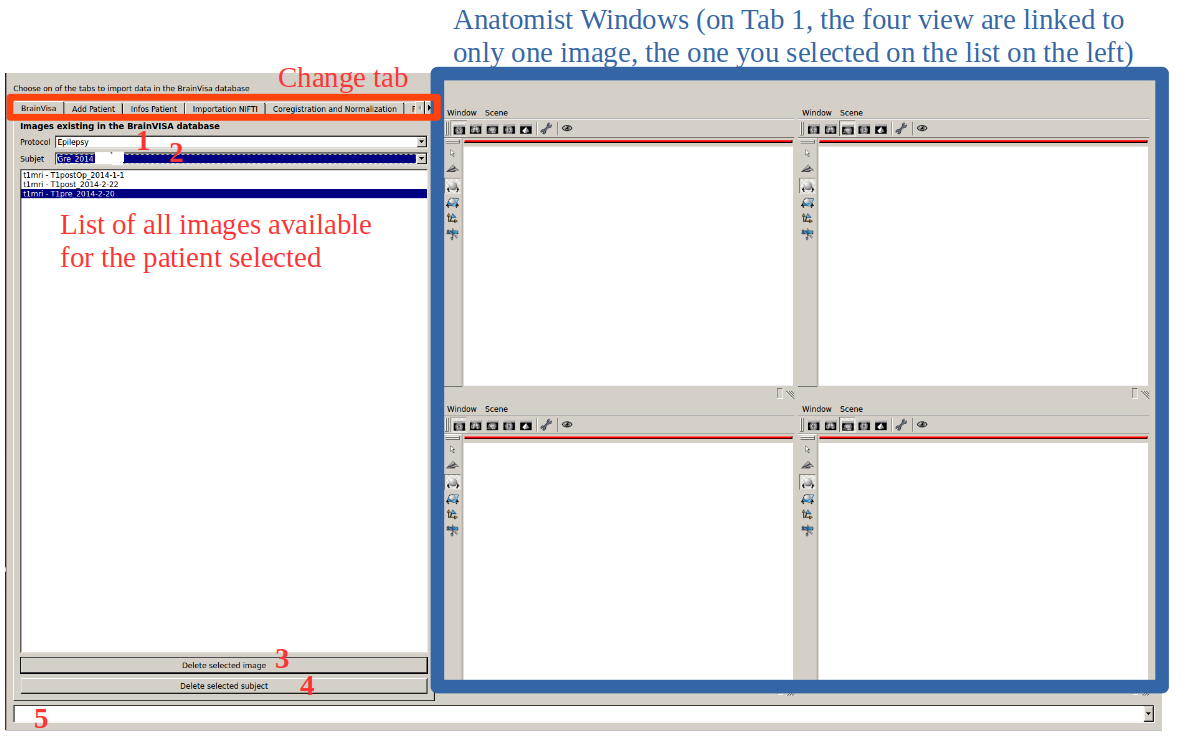 Anatomist Windows (on Tab 1, the four view are linked to
only one image, the one you selected on the list on the left)
Change tab
Choose on of the tabs to import data in the BrainVisa database
BrainVisa Add Patient Infos Patient Importation NIFTI Coregistration and Normalization
Images existing in the BrainVISA database
Protocol Epilepsy 1
Subjet Gre_2014 2
t1mri - T1postOp_2014-1-1
t1mri - T1post_2014-2-22
t1mri - T1pre_2014-2-20
List of all images available
for the patient selected
Window Scene
Window Scene
Window Scene
Window Scene
Delete selected image 3
Delete selected subject 4
5